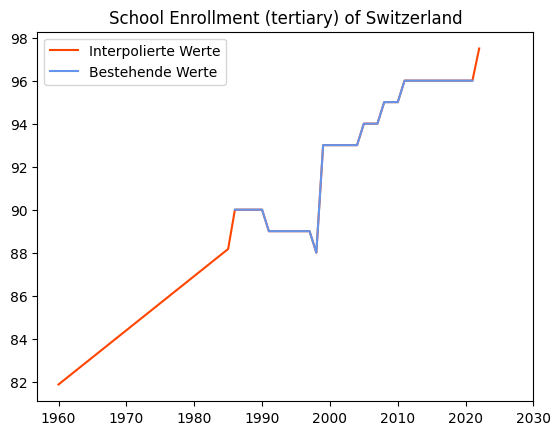 School Enrollment (tertiary) of Switzerland
Interpolierte Werte
Bestehende Werte
98
96
94
92
90
88
86
84
82
1960 1970 1980 1990 2000 2010 2020 2030